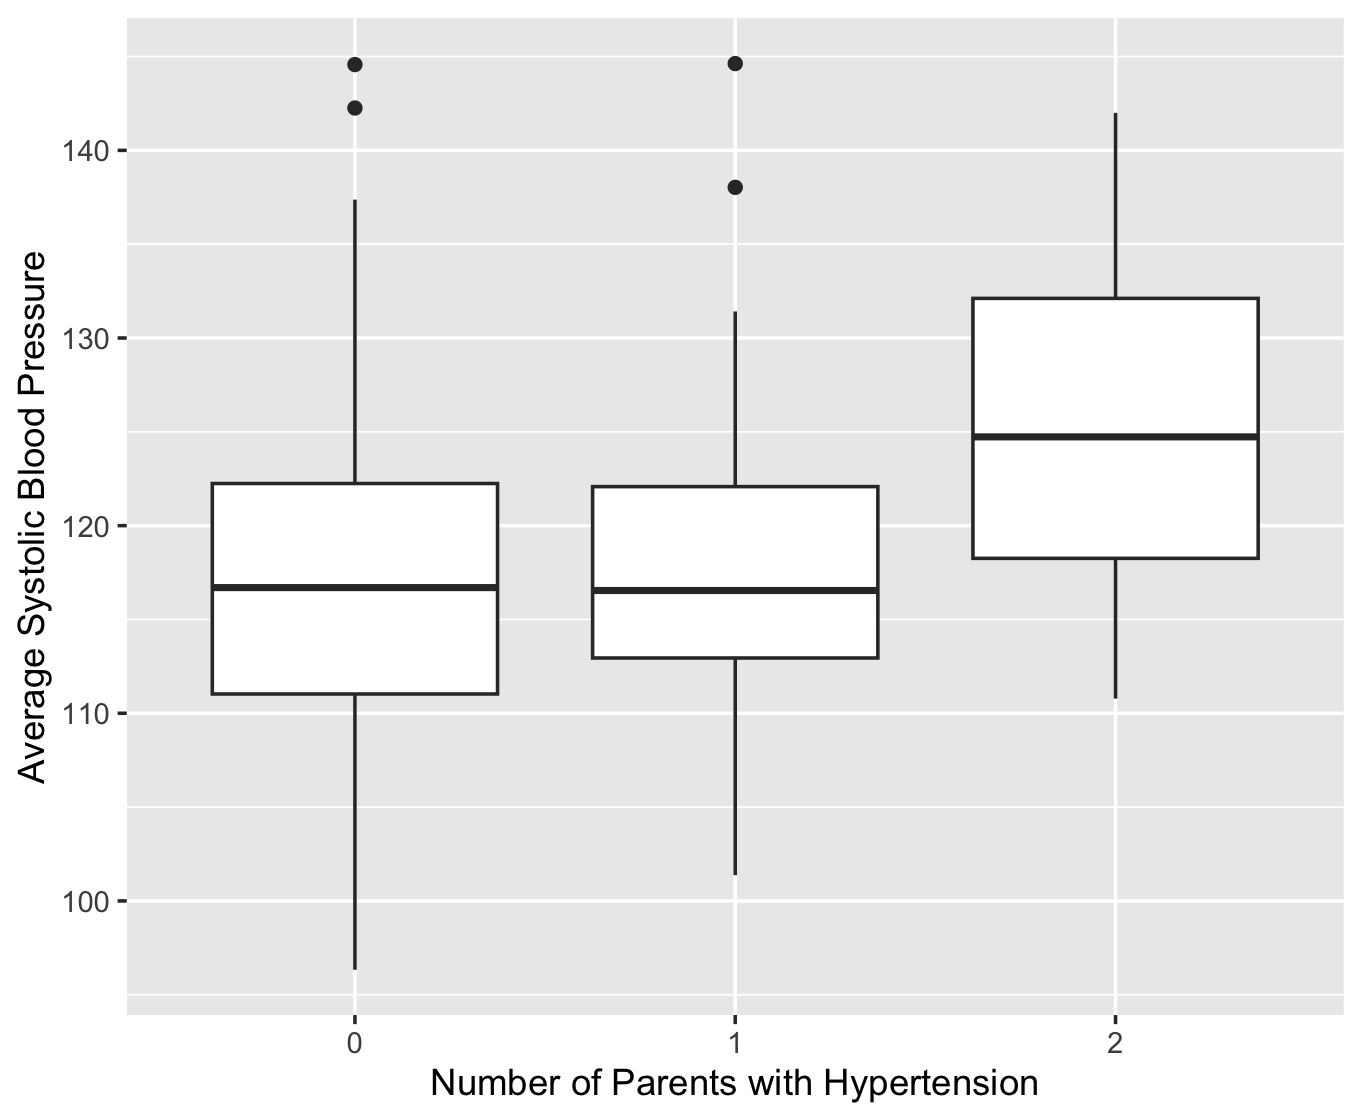 Average Systolic Blood Pressure
140
130
120
110
100
0 1 2
Number of Parents with Hypertension